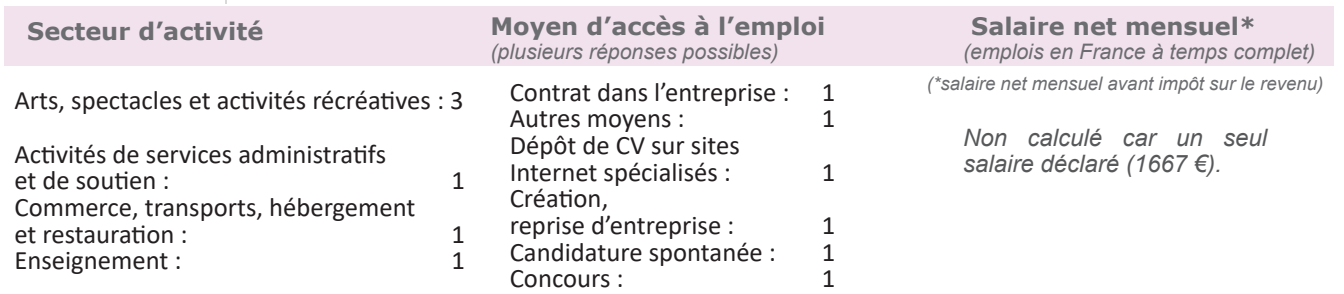 Secteur d’activité
Arts, spectacles et activités récréatives : 3
Activités de services administratifs
et de soutien : 1
Commerce, transports, hébergement
et restauration : 1
Enseignement : 1
Moyen d’accès à l’emploi
(plusieurs réponses possibles)
Contrat dans l’entreprise : 1
Autres moyens : 1
Dépôt de CV sur sites
Internet spécialisés : 1
Création,
reprise d’entreprise : 1
Candidature spontanée : 1
Concours : 1
Salaire net mensuel*
(emplois en France à temps complet)
(*salaire net mensuel avant impôt sur le revenu)
Non calculé car un seul
salaire déclaré (1667 €).